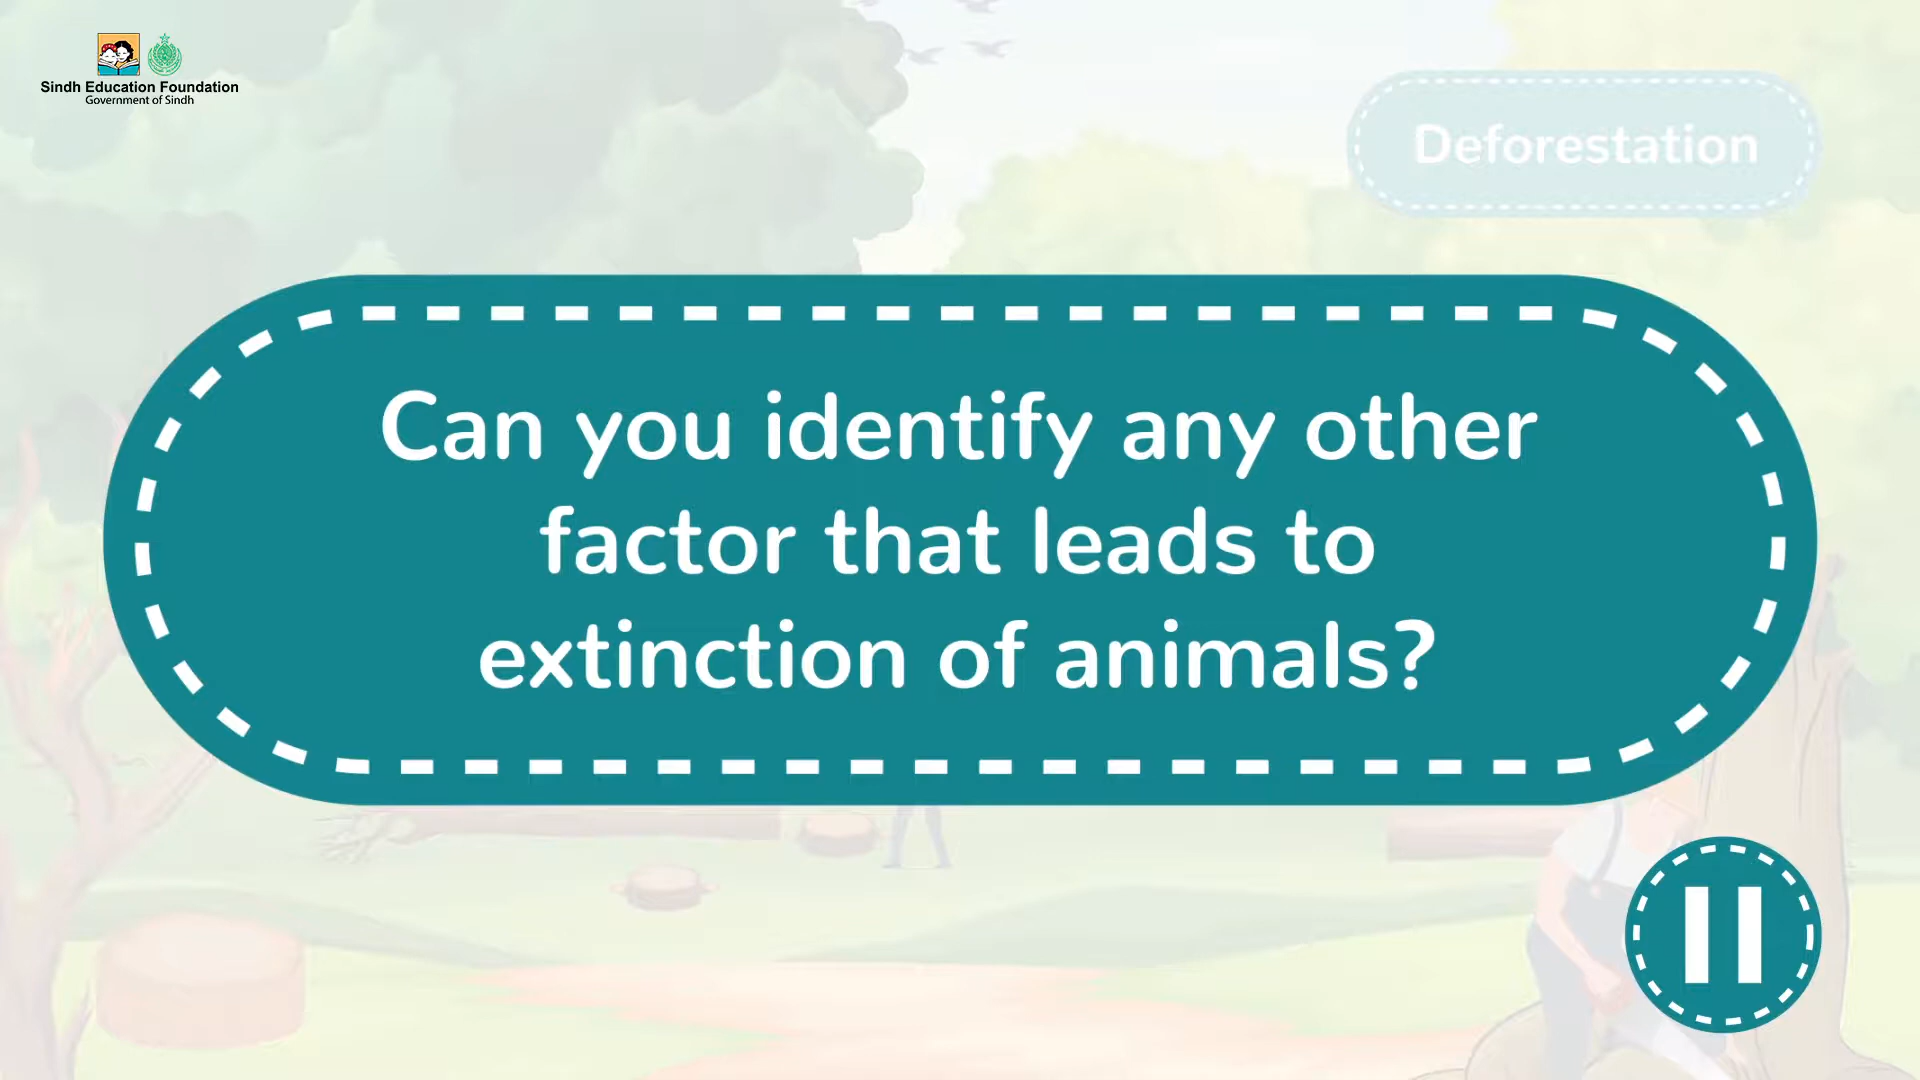 Sindh Education Foundation
Government of Sindh
Deforestation
Can you identify any other
factor that leads to
extinction of animals?